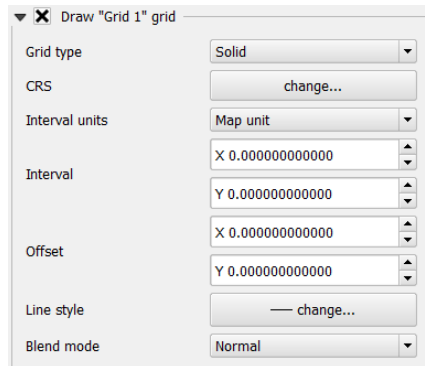 Draw "Grid 1" grid
Grid type Solid
CRS change...
Interval units Map unit
Interval
X 0.000000000000
Y 0.000000000000
Offset
X 0.000000000000
Y 0.000000000000
Line style change...
Blend mode Normal